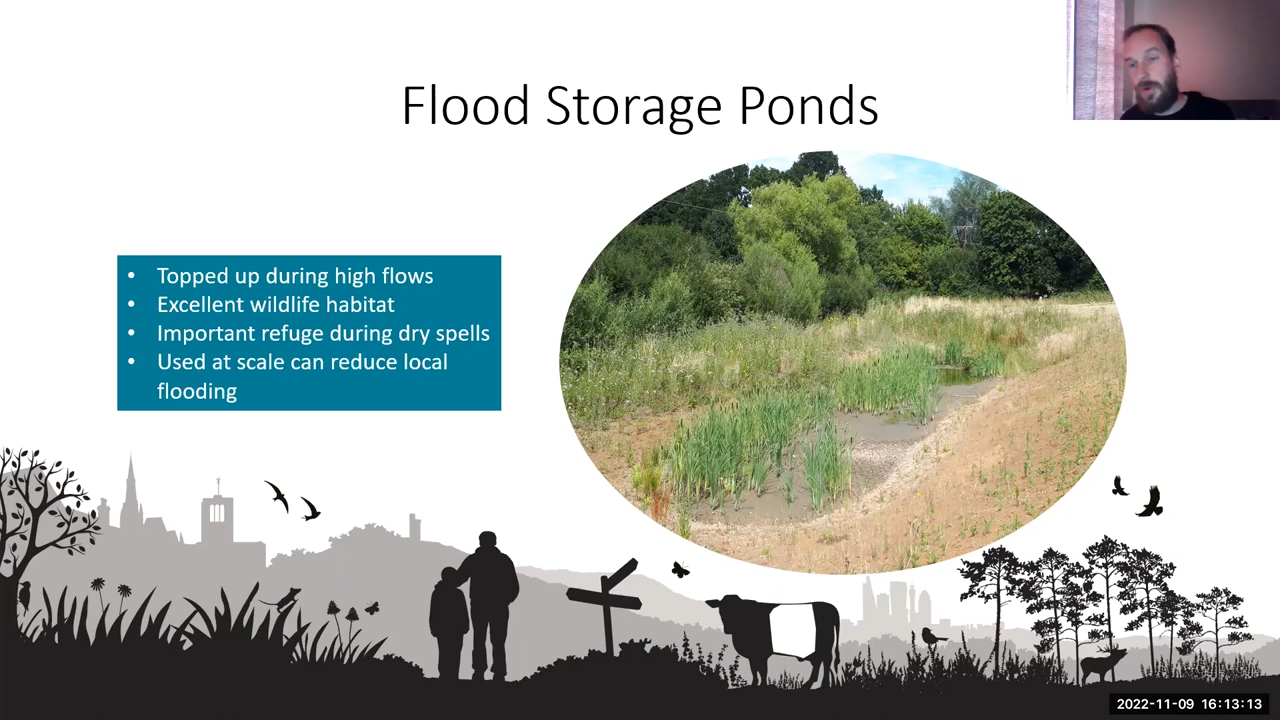 Flood Storage Ponds
• Topped up during high flows
• Excellent wildlife habitat
• Important refuge during dry spells
• Used at scale can reduce local
flooding
2022-11-09 16:13:13